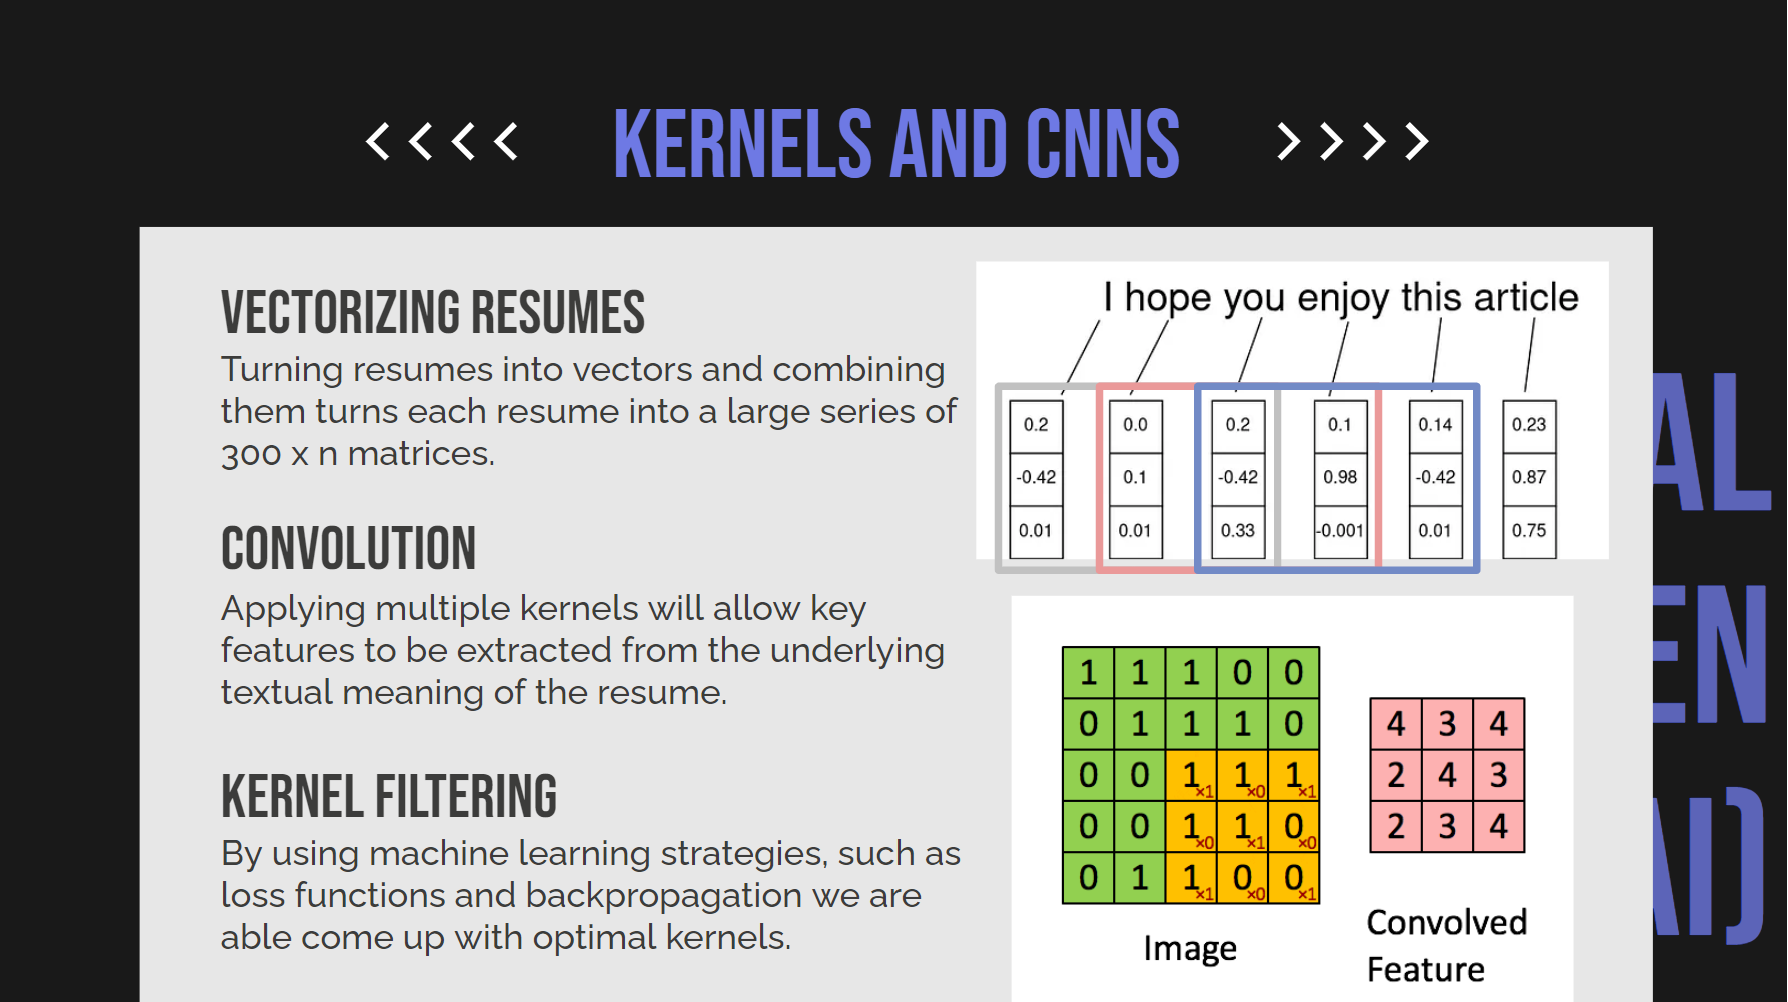 <<<< KERNELS AND CNNS >>>>
VECTORIZING RESUMES
Turning resumes into vectors and combining
them turns each resume into a large series of
300 x n matrices.
CONVOLUTION
Applying multiple kernels will allow key
features to be extracted from the underlying
textual meaning of the resume.
KERNEL FILTERING
By using machine learning strategies, such as
loss functions and backpropagation we are
able come up with optimal kernels.
I hope you enjoy this article
0.2 0.0 0.2 0.1 0.14 0.23
-0.42 0.1 -0.42 0.98 -0.42 0.87
0.01 0.01 0.33 -0.001 0.01 0.75
1 1 1 0 0
0 1 1 1 0
0 0 1×1 1×0 1×1
0 0 1×0 1×1 0×0
0 1 1×1 0×0 0×1
Image
4 3 4
2 4 3
2 3 4
Convolved
Feature
AL
EN
AI)